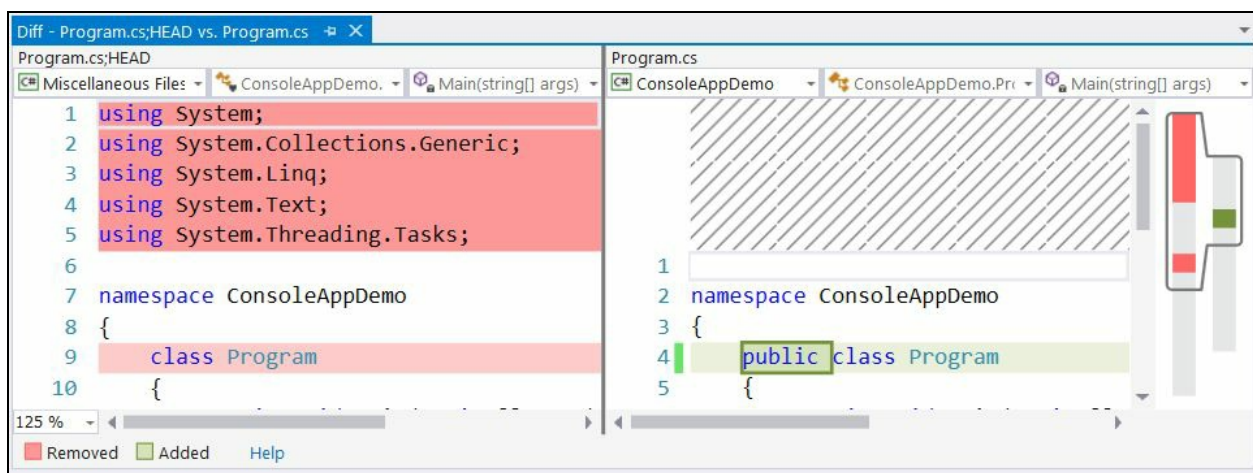 Diff - Program.cs;HEAD vs. Program.cs
Program.cs;HEAD
Miscellaneous Files
ConsoleAppDemo.
Main(string[] args)
1 using System;
2 using System.Collections.Generic;
3 using System.Linq;
4 using System.Text;
5 using System.Threading.Tasks;
6
7 namespace ConsoleAppDemo
8 {
9 class Program
10 {
125 %
Program.cs
C# ConsoleAppDemo
ConsoleAppDemo.Pr
Main(string[] args)
1
2 namespace ConsoleAppDemo
3 {
4 public class Program
5 {
Removed Added Help